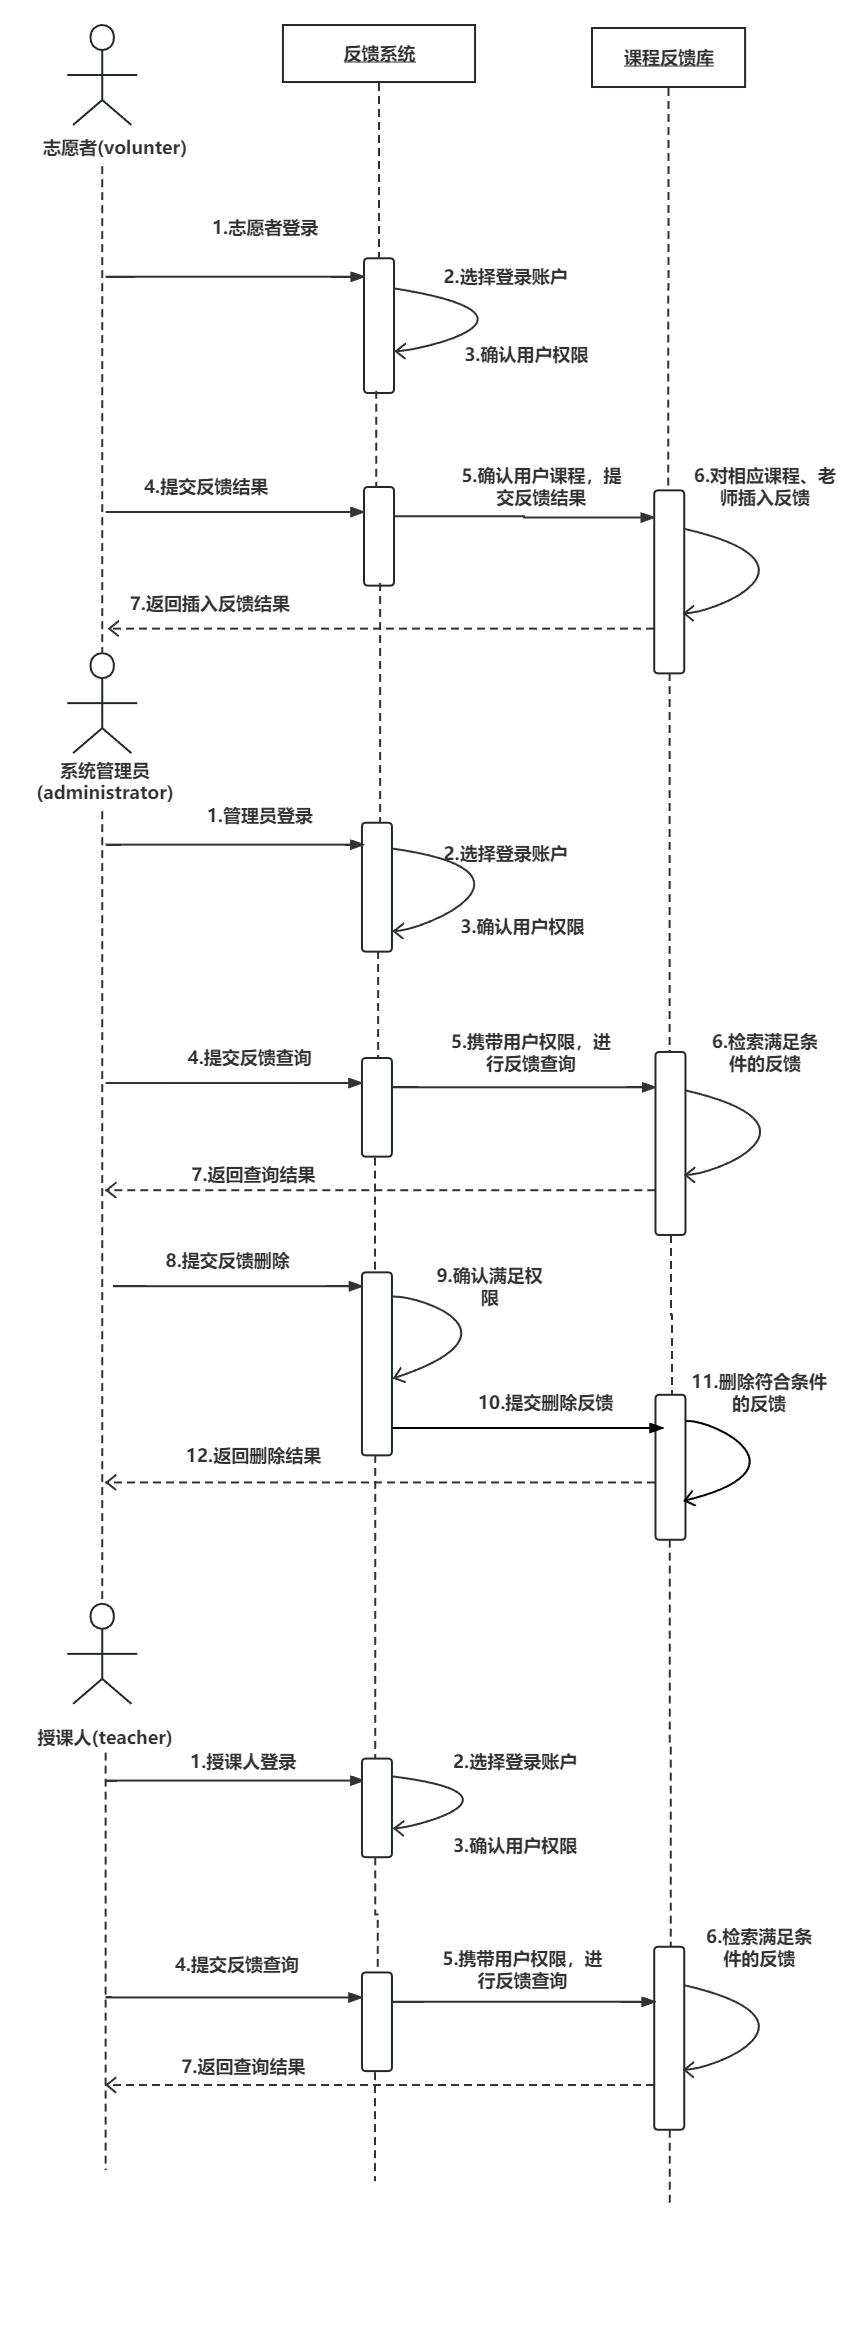 反馈系统
课程反馈库
志愿者(volunter)
1.志愿者登录
2.选择登录账户
3.确认用户权限
4.提交反馈结果
5.确认用户课程，提
交反馈结果
6.对相应课程、老
师插入反馈
7.返回插入反馈结果
系统管理员
(administrator)
1.管理员登录
2.选择登录账户
3.确认用户权限
4.提交反馈查询
5.携带用户权限，进
行反馈查询
6.检索满足条
件的反馈
7.返回查询结果
8.提交反馈删除
9.确认满足权
限
10.提交删除反馈
11.删除符合条件
的反馈
12.返回删除结果
授课人(teacher)
1.授课人登录
2.选择登录账户
3.确认用户权限
4.提交反馈查询
5.携带用户权限，进
行反馈查询
6.检索满足条
件的反馈
7.返回查询结果